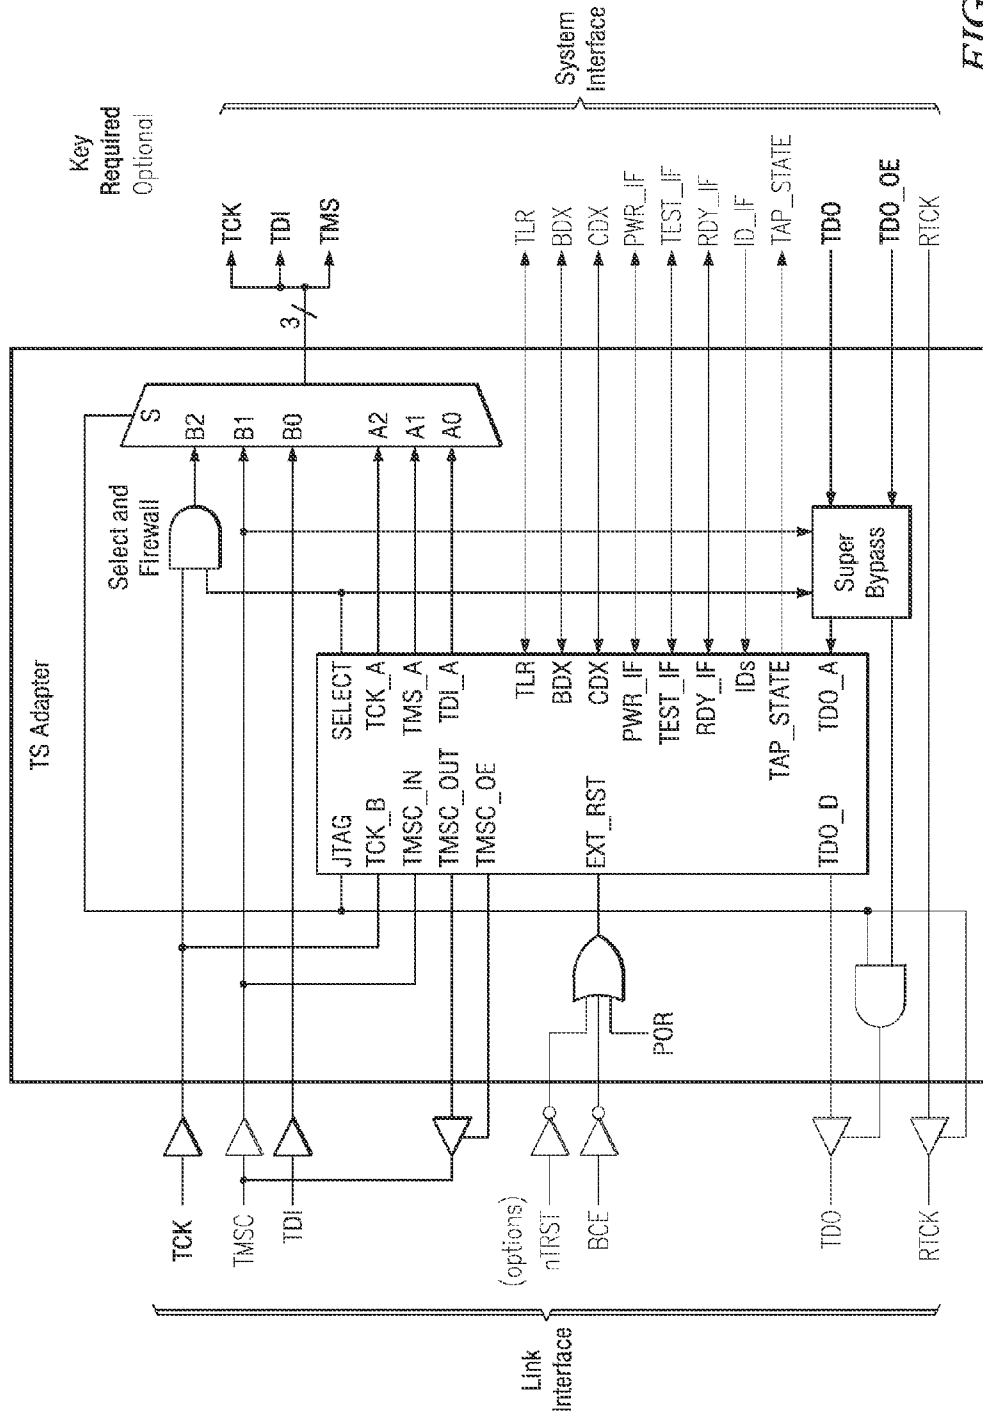 Key
Required
Optional
TS Adapter
Link
Interface
System
Interface
TCK
TMSC
TDI
(options)
nTRST
BCE
TDO
RTCK
POR
Select and
Firewall
S
B2
B1
B0
A2
A1
A0
3
TCK
TDI
TMS
JTAG
TCK_B
TMSC_IN
TMSC_OUT
TMSC_OE
EXT_RST
TDO_D
SELECT
TCK_A
TMS_A
TDI_A
TLR
BDX
CDX
PWR_IF
TEST_IF
RDY_IF
IDs
TAP_STATE
TDO_A
Super
Bypass
TLR
BDX
CDX
PWR_IF
TEST_IF
RDY_IF
ID_IF
TAP_STATE
TDO
TDO_OE
RTCK